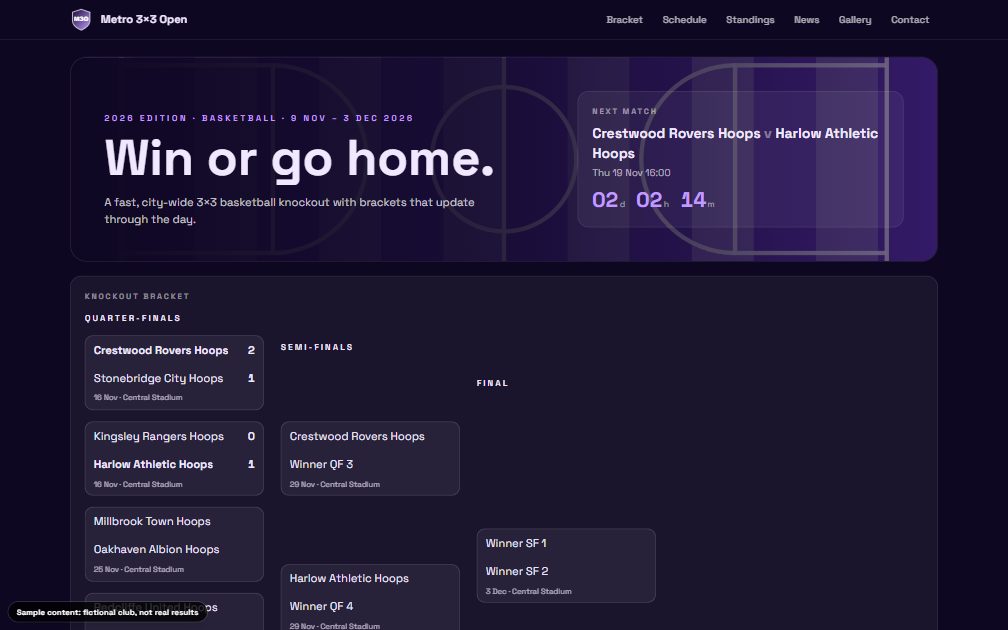 M3O
Metro 3×3 Open
Bracket
Schedule
Standings
News
Gallery
Contact
2026 EDITION · BASKETBALL · 9 NOV – 3 DEC 2026
Win or go home.
A fast, city-wide 3×3 basketball knockout with brackets that update
through the day.
NEXT MATCH
Crestwood Rovers Hoops v Harlow Athletic
Hoops
Thu 19 Nov 16:00
02d 02h 14m
KNOCKOUT BRACKET
QUARTER-FINALS
Crestwood Rovers Hoops 2
Stonebridge City Hoops 1
16 Nov · Central Stadium
Kingsley Rangers Hoops 0
Harlow Athletic Hoops 1
16 Nov · Central Stadium
Millbrook Town Hoops
Oakhaven Albion Hoops
25 Nov · Central Stadium
Redcliffe United Hoops
SEMI-FINALS
Crestwood Rovers Hoops
Winner QF 3
29 Nov · Central Stadium
Harlow Athletic Hoops
Winner QF 4
29 Nov · Central Stadium
FINAL
Winner SF 1
Winner SF 2
3 Dec · Central Stadium
Sample content: fictional club, not real results